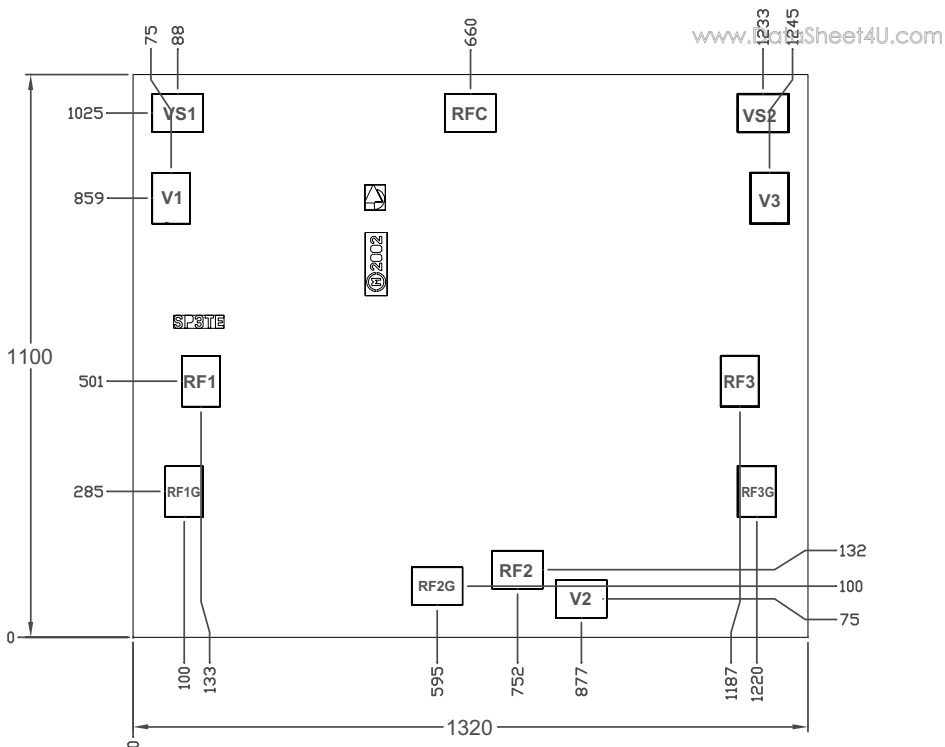 75
88
660
1233
1245
www.DataSheet4U.com
1025
VS1
RFC
VS2
859
V1
V3
M 2002
SP3TE
1100
501
RF1
RF3
285
RF1G
RF3G
132
RF2
RF2G
100
V2
75
0
100
133
595
752
877
1187
1220
1320
0